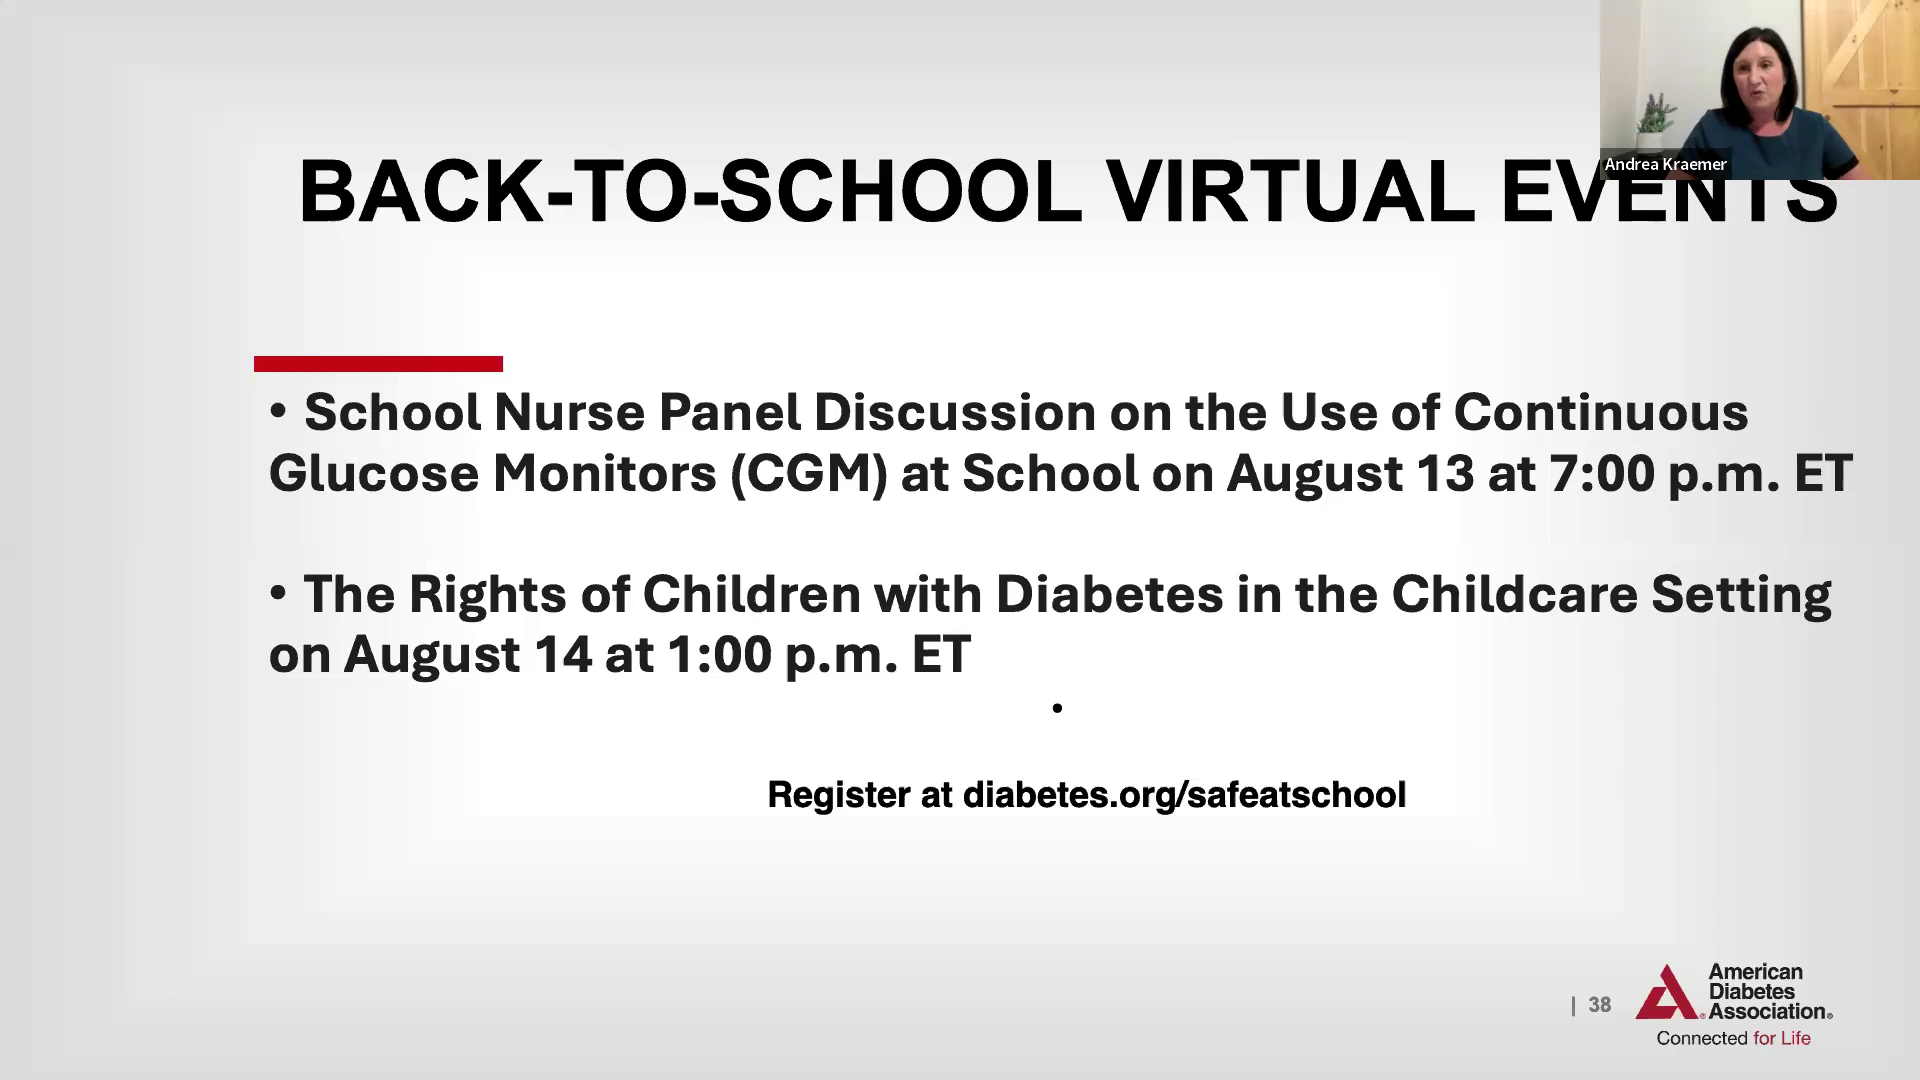 BACK-TO-SCHOOL VIRTUAL EVENTS
Andrea Kraemer
• School Nurse Panel Discussion on the Use of Continuous
Glucose Monitors (CGM) at School on August 13 at 7:00 p.m. ET
• The Rights of Children with Diabetes in the Childcare Setting
on August 14 at 1:00 p.m. ET
•
Register at diabetes.org/safeatschool
| 38
American
Diabetes
Association®
Connected for Life